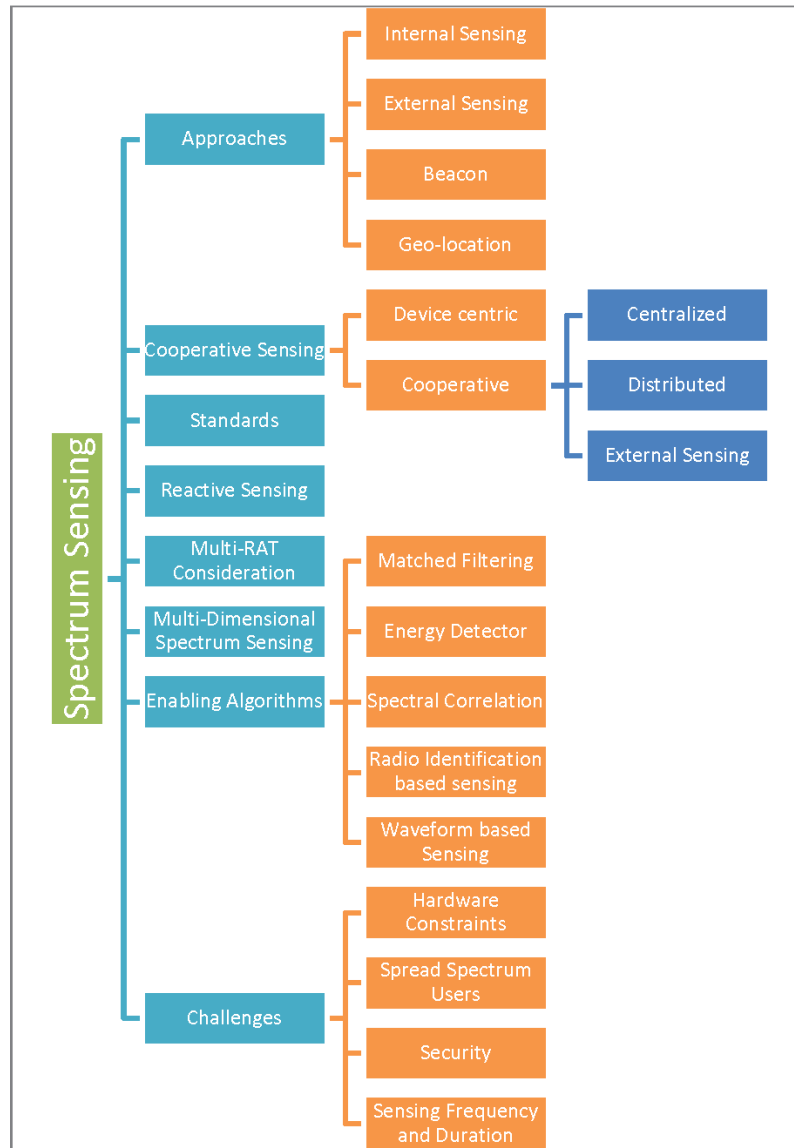 Spectrum Sensing
Approaches
Internal Sensing
External Sensing
Beacon
Geo-location
Cooperative Sensing
Device centric
Cooperative
Centralized
Distributed
External Sensing
Standards
Reactive Sensing
Multi-RAT
Consideration
Multi-Dimensional
Spectrum Sensing
Enabling Algorithms
Matched Filtering
Energy Detector
Spectral Correlation
Radio Identification
based sensing
Waveform based
Sensing
Challenges
Hardware
Constraints
Spread Spectrum
Users
Security
Sensing Frequency
and Duration